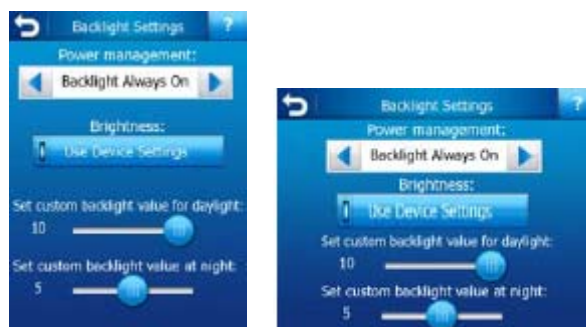 Backlight Settings ?
Power management:
Backlight Always On
Brightness:
Use Device Settings
Set custom backlight value for daylight:
10
Set custom backlight value at night:
5
Backlight Settings ?
Power management:
Backlight Always On
Brightness:
Use Device Settings
Set custom backlight value for daylight:
10
Set custom backlight value at night:
5